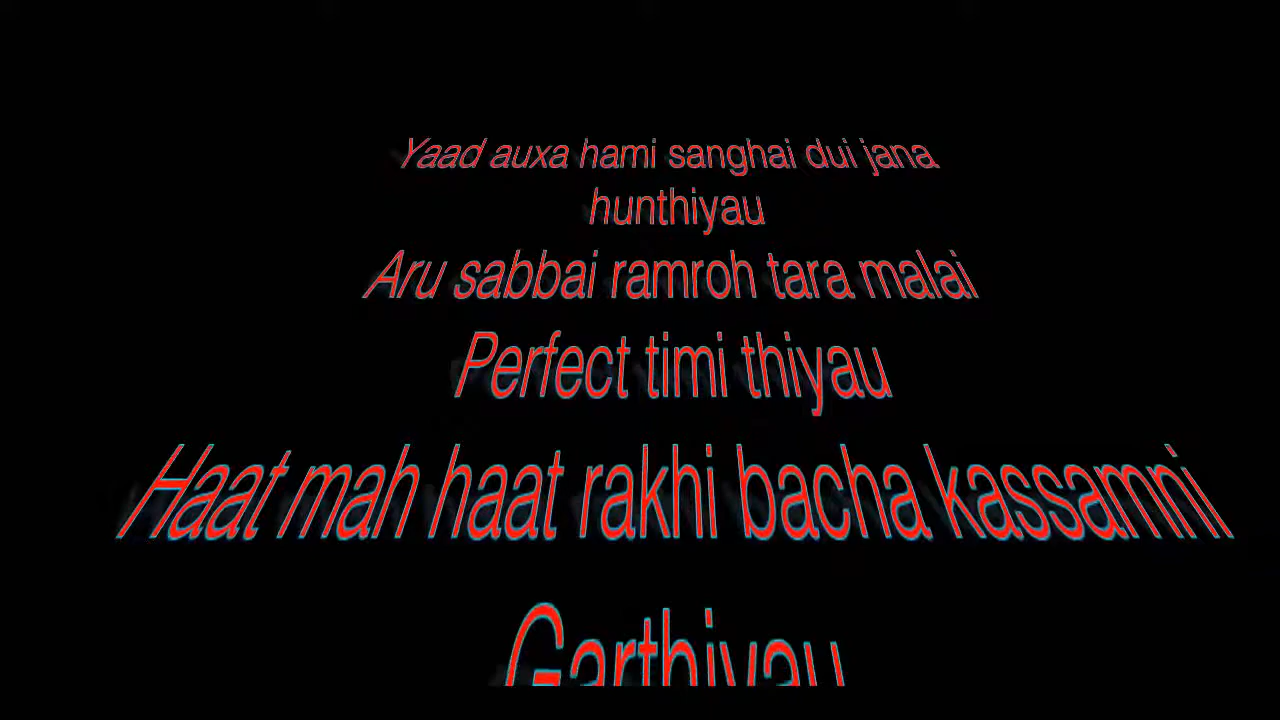 Yaad auxa hami sanghai dui jana
hunthiyau
Aru sabbai ramroh tara malai
Perfect timi thiyau
Haat mah haat rakhi bacha kassamni
Garthiyau